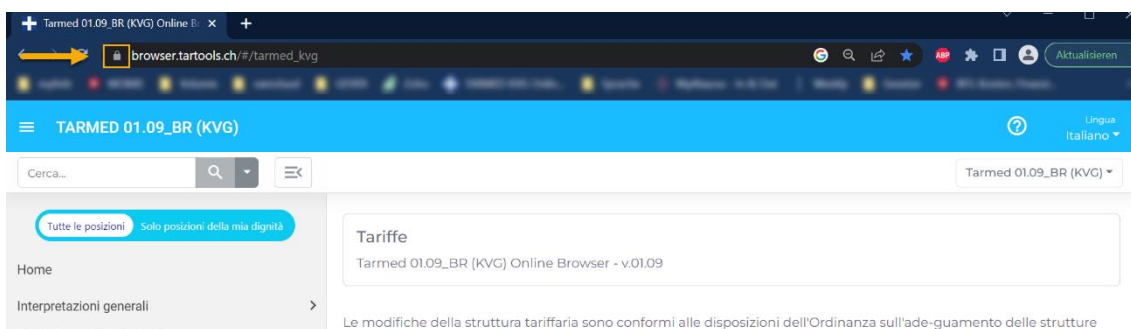 Tarmed 01.09_BR (KVG) Online B
browser.tartools.ch/#/tarmed_kvg
ABP
Aktualisieren
TARMED 01.09_BR (KVG)
Lingua
Italiano
Cerca...
Tarmed 01.09_BR (KVG)
Tutte le posizioni
Solo posizioni della mia dignità
Home
Interpretazioni generali
Tariffe
Tarmed 01.09_BR (KVG) Online Browser - v.01.09
Le modifiche della struttura tariffaria sono conformi alle disposizioni dell'Ordinanza sull'ade-guamento delle strutture